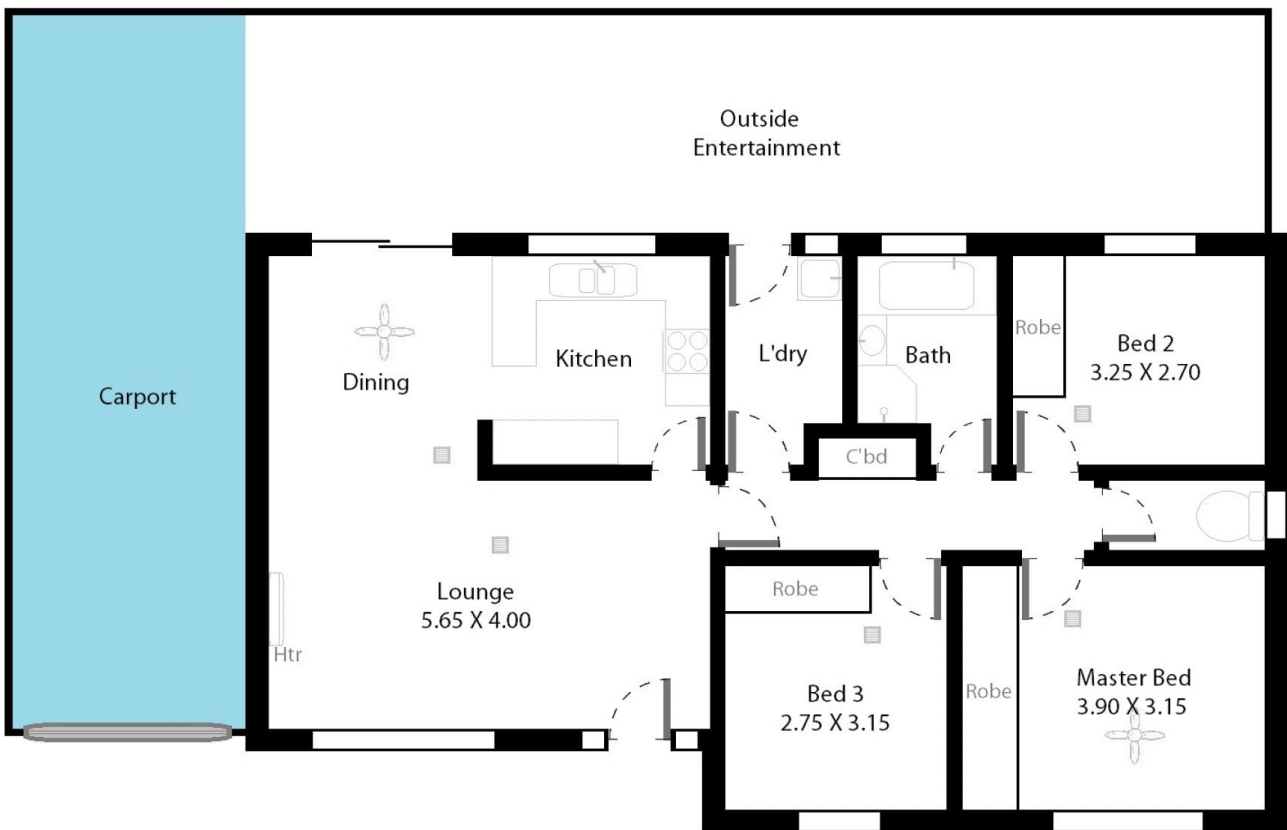 Outside
Entertainment
Carport
Dining
Kitchen
L'dry
Bath
Robe
Bed 2
3.25 X 2.70
C'bd
Lounge
5.65 X 4.00
Htr
Robe
Bed 3
2.75 X 3.15
Robe
Master Bed
3.90 X 3.15